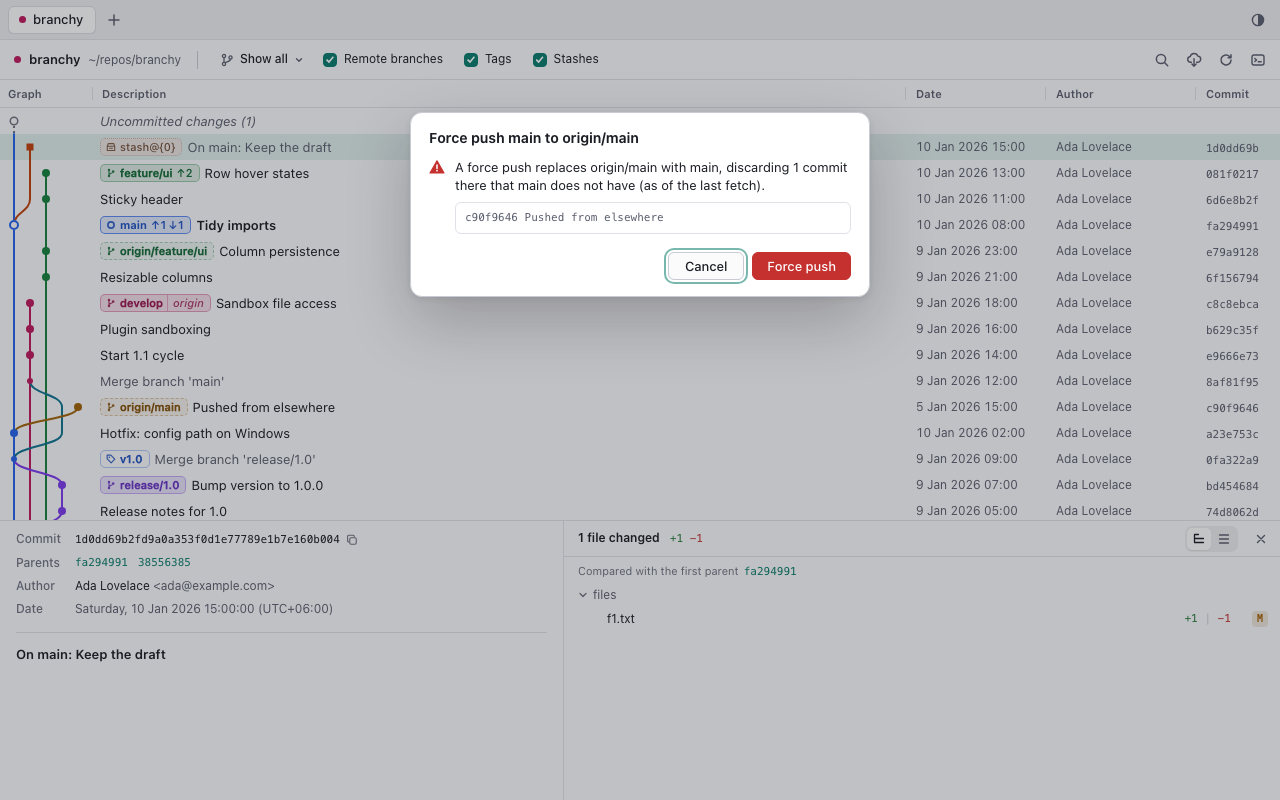 branchy
branchy ~/repos/branchy Show all Remote branches Tags Stashes
Graph Description Date Author Commit
Uncommitted changes (1)
stash@{0} On main: Keep the draft 10 Jan 2026 15:00 Ada Lovelace 1d0dd69b
feature/ui ↑2 Row hover states 10 Jan 2026 13:00 Ada Lovelace 081f0217
Sticky header 10 Jan 2026 11:00 Ada Lovelace 6d6e8b2f
main ↑1↓1 Tidy imports 10 Jan 2026 08:00 Ada Lovelace fa294991
origin/feature/ui Column persistence 9 Jan 2026 23:00 Ada Lovelace e79a9128
Resizable columns 9 Jan 2026 21:00 Ada Lovelace 6f156794
develop origin Sandbox file access 9 Jan 2026 18:00 Ada Lovelace c8c8ebca
Plugin sandboxing 9 Jan 2026 16:00 Ada Lovelace b629c35f
Start 1.1 cycle 9 Jan 2026 14:00 Ada Lovelace e9666e73
Merge branch 'main' 9 Jan 2026 12:00 Ada Lovelace 8af81f95
origin/main Pushed from elsewhere 5 Jan 2026 15:00 Ada Lovelace c90f9646
Hotfix: config path on Windows 10 Jan 2026 02:00 Ada Lovelace a23e753c
v1.0 Merge branch 'release/1.0' 9 Jan 2026 09:00 Ada Lovelace 0fa322a9
release/1.0 Bump version to 1.0.0 9 Jan 2026 07:00 Ada Lovelace bd454684
Release notes for 1.0 9 Jan 2026 05:00 Ada Lovelace 74d8062d
Force push main to origin/main
A force push replaces origin/main with main, discarding 1 commit
there that main does not have (as of the last fetch).
c90f9646 Pushed from elsewhere
Cancel Force push
Commit 1d0dd69b2fd9a0a353f0d1e77789e1b7e160b004
Parents fa294991 38556385
Author Ada Lovelace <ada@example.com>
Date Saturday, 10 Jan 2026 15:00:00 (UTC+06:00)
On main: Keep the draft
1 file changed +1 −1
Compared with the first parent fa294991
files
f1.txt +1 −1 M